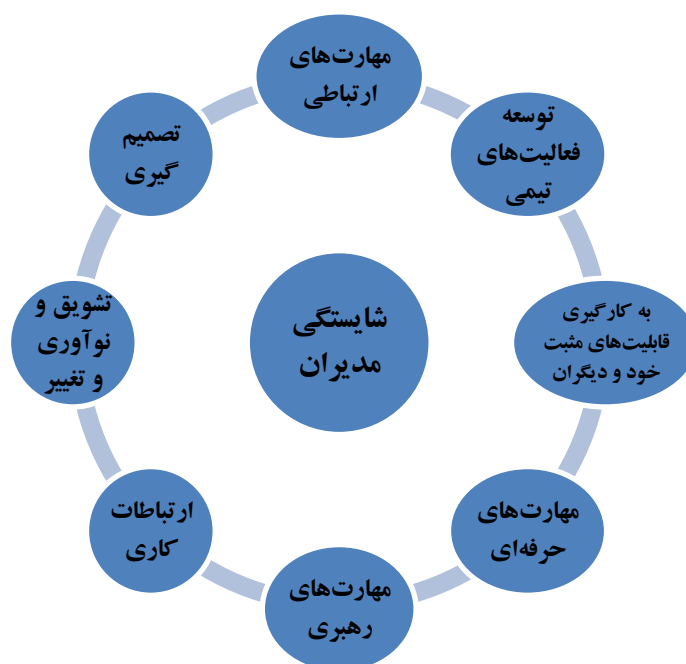 مهارت‌های
ارتباطی
توسعه
فعالیت‌های
تیمی
به کارگیری
قابلیت‌های مثبت
خود و دیگران
مهارت‌های
حرفه‌ای
مهارت‌های
رهبری
ارتباطات
کاری
تشویق و
نوآوری
و تغییر
تصمیم
گیری
شایستگی
مدیران